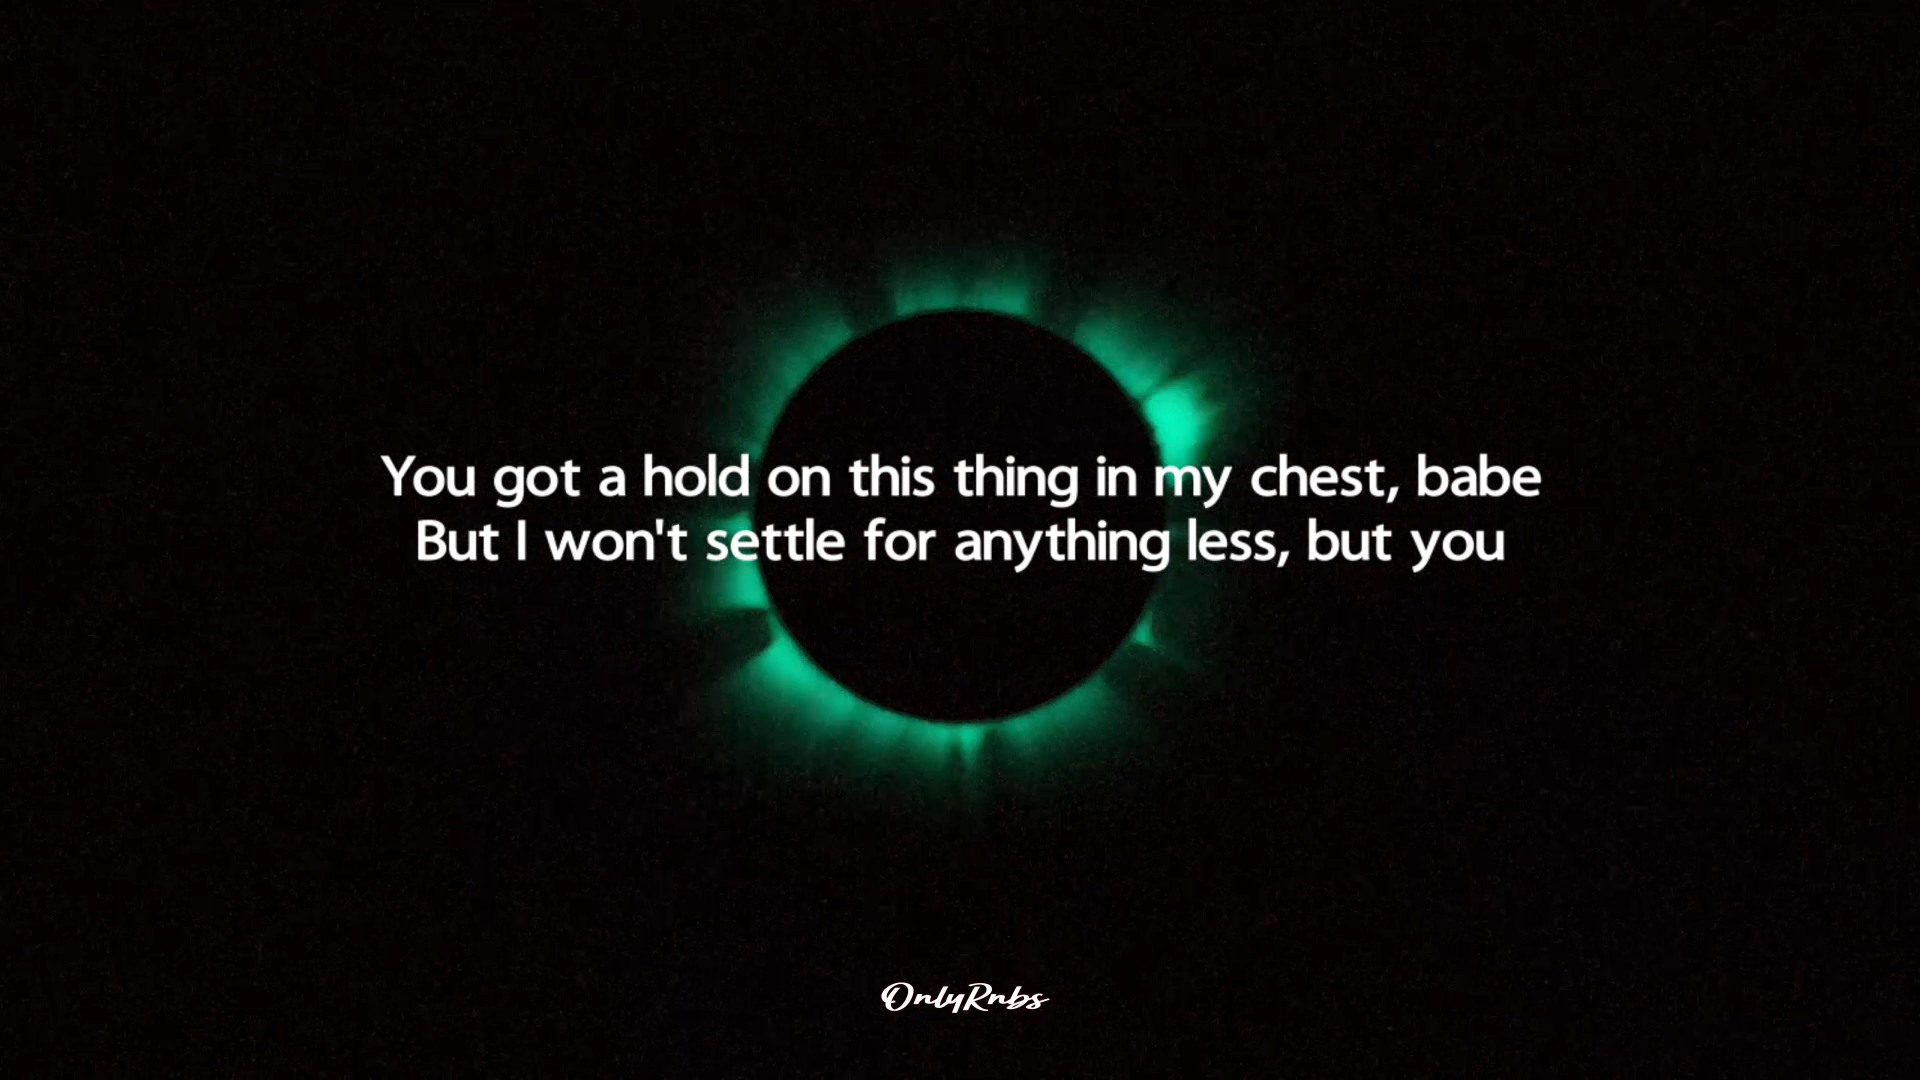 You got a hold on this thing in my chest, babe
But I won't settle for anything less, but you
OnlyRnbs